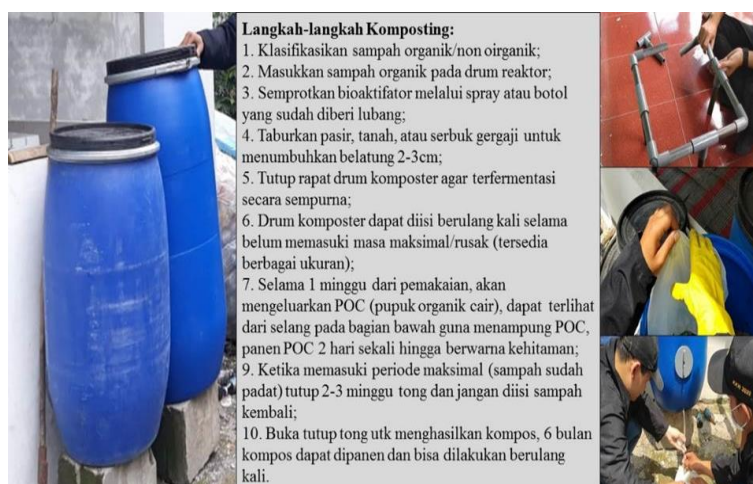 Langkah-langkah Komposting:
1. Klasifikasikan sampah organik/non oirganik;
2. Masukkan sampah organik pada drum reaktor;
3. Semprotkan bioaktifator melalui spray atau botol
yang sudah diberi lubang;
4. Taburkan pasir, tanah, atau serbuk gergaji untuk
menumbuhkan belatung 2-3cm;
5. Tutup rapat drum komposter agar terfermentasi
secara sempurna;
6. Drum komposter dapat diisi berulang kali selama
belum memasuki masa maksimal/rusak (tersedia
berbagai ukuran);
7. Selama 1 minggu dari pemakaian, akan
mengeluarkan POC (pupuk organik cair), dapat terlihat
dari selang pada bagian bawah guna menampung POC,
panen POC 2 hari sekali hingga berwarna kehitaman;
9. Ketika memasuki periode maksimal (sampah sudah
padat) tutup 2-3 minggu tong dan jangan diisi sampah
kembali;
10. Buka tutup tong utk menghasilkan kompos, 6 bulan
kompos dapat dipanen dan bisa dilakukan berulang
kali.